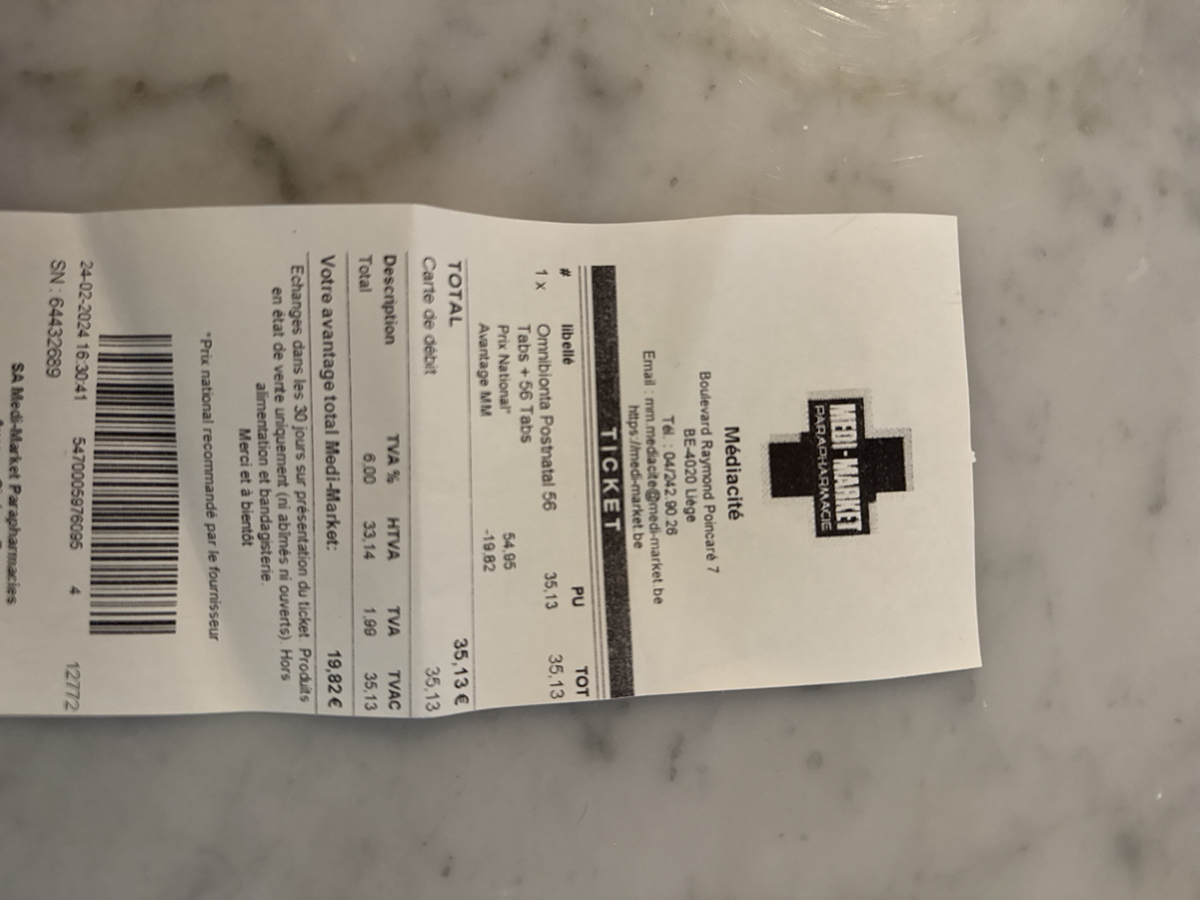 MEDI-MARKET
PARAPHARMACIE
Médiacité
Boulevard Raymond Poincaré 7
BE-4020 Liège
Tél. : 04/242.90.26
Email : mm.mediacite@medi-market.be
https://medi-market.be
TICKET
# libellé PU TOT
1 x Omnibionta Postnatal 56 35,13 35,13
Tabs + 56 Tabs
Prix National* 54,95
Avantage MM -19,82
TOTAL 35,13 €
Carte de débit 35,13
Description TVA % HTVA TVA TVAC
Total 6,00 33,14 1,99 35,13
Votre avantage total Medi-Market: 19,82 €
Echanges dans les 30 jours sur présentation du ticket. Produits
en état de vente uniquement (ni abîmés ni ouverts) Hors
alimentation et bandagisterie.
Merci et à bientôt
*Prix national recommandé par le fournisseur
24-02-2024 16:30:41 5470005976095 4 12772
SN : 64432689
SA Medi-Market Parapharmacies